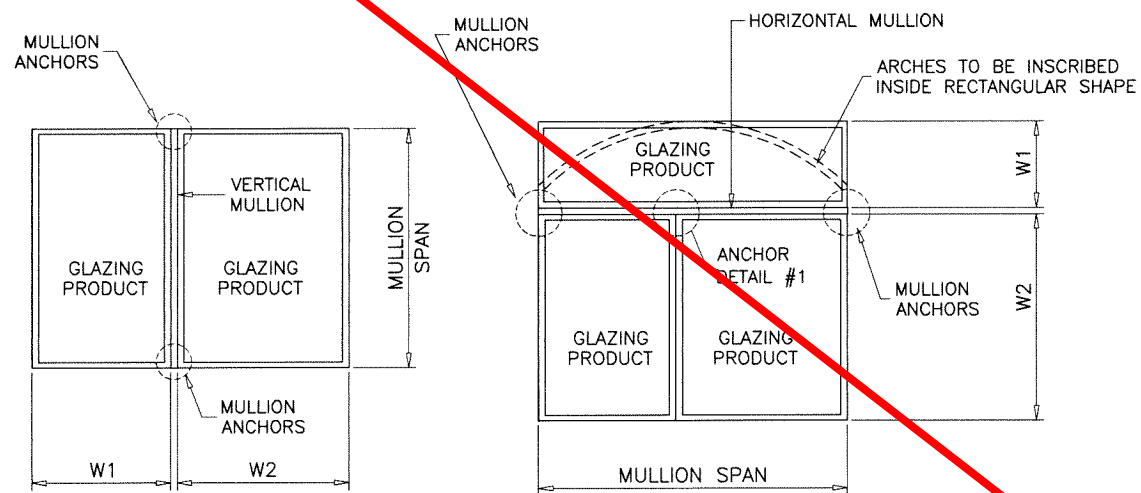 MULLION
ANCHORS
VERTICAL
MULLION
GLAZING
PRODUCT
GLAZING
PRODUCT
MULLION
SPAN
MULLION
ANCHORS
W1
W2
MULLION
ANCHORS
HORIZONTAL MULLION
ARCHES TO BE INSCRIBED
INSIDE RECTANGULAR SHAPE
GLAZING
PRODUCT
W1
ANCHOR
DETAIL #1
MULLION
ANCHORS
W2
GLAZING
PRODUCT
GLAZING
PRODUCT
MULLION SPAN